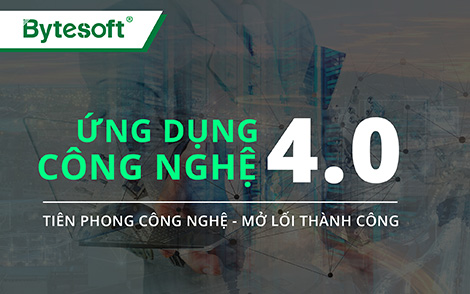 Bytesoft®
ỨNG DỤNG
CÔNG NGHỆ 4.0
TIÊN PHONG CÔNG NGHỆ - MỞ LỐI THÀNH CÔNG